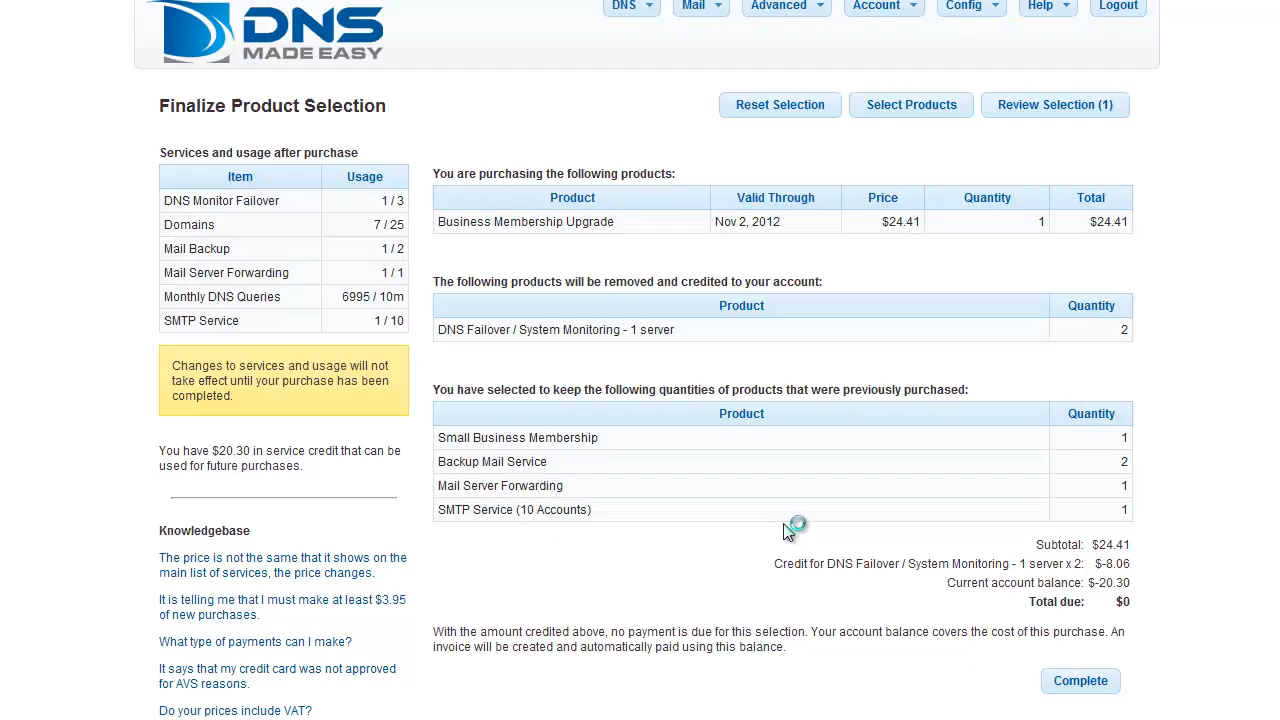 DNS Mail Advanced Account Config Help Logout
DNS
MADE EASY
Finalize Product Selection
Reset Selection Select Products Review Selection (1)
Services and usage after purchase
Item Usage
DNS Monitor Failover 1 / 3
Domains 7 / 25
Mail Backup 1 / 2
Mail Server Forwarding 1 / 1
Monthly DNS Queries 6995 / 10m
SMTP Service 1 / 10
Changes to services and usage will not
take effect until your purchase has been
completed.
You have $20.30 in service credit that can be
used for future purchases.
Knowledgebase
The price is not the same that it shows on the
main list of services, the price changes.
It is telling me that I must make at least $3.95
of new purchases.
What type of payments can I make?
It says that my credit card was not approved
for AVS reasons.
Do your prices include VAT?
You are purchasing the following products:
Product Valid Through Price Quantity Total
Business Membership Upgrade Nov 2, 2012 $24.41 1 $24.41
The following products will be removed and credited to your account:
Product Quantity
DNS Failover / System Monitoring - 1 server 2
You have selected to keep the following quantities of products that were previously purchased:
Product Quantity
Small Business Membership 1
Backup Mail Service 2
Mail Server Forwarding 1
SMTP Service (10 Accounts) 1
Subtotal: $24.41
Credit for DNS Failover / System Monitoring - 1 server x 2: $-8.06
Current account balance: $-20.30
Total due: $0
With the amount credited above, no payment is due for this selection. Your account balance covers the cost of this purchase. An
invoice will be created and automatically paid using this balance.
Complete